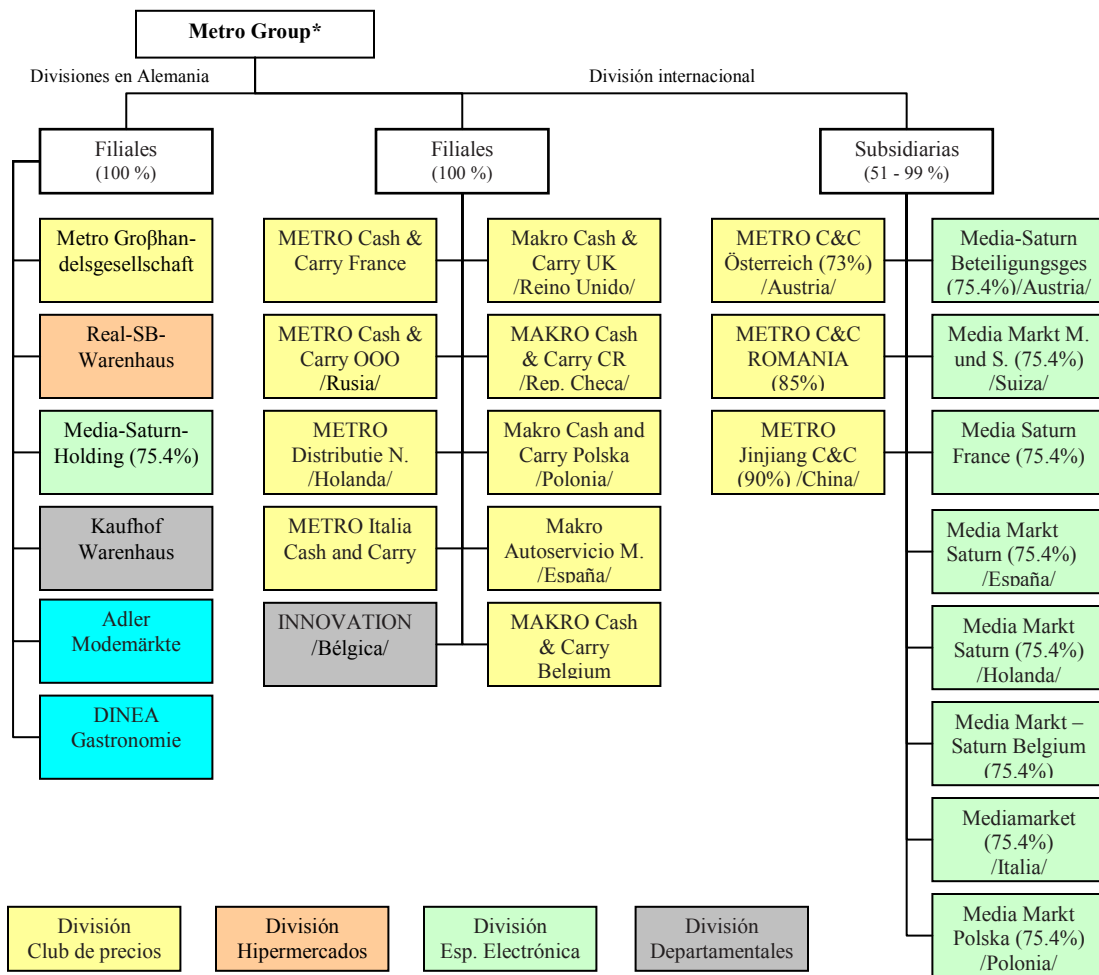 Metro Group*
Divisiones en Alemania
División internacional
Filiales
(100 %)
Filiales
(100 %)
Subsidiarias
(51 - 99 %)
Metro Groβhan-
delsgesellschaft
Real-SB-
Warenhaus
Media-Saturn-
Holding (75.4%)
Kaufhof
Warenhaus
Adler
Modemärkte
DINEA
Gastronomie
METRO Cash &
Carry France
METRO Cash &
Carry OOO
/Rusia/
METRO
Distributie N.
/Holanda/
METRO Italia
Cash and Carry
INNOVATION
/Bélgica/
Makro Cash &
Carry UK
/Reino Unido/
MAKRO Cash
& Carry CR
/Rep. Checa/
Makro Cash and
Carry Polska
/Polonia/
Makro
Autoservicio M.
/España/
MAKRO Cash
& Carry
Belgium
METRO C&C
Österreich (73%)
/Austria/
METRO C&C
ROMANIA
(85%)
METRO
Jinjiang C&C
(90%) /China/
Media-Saturn
Beteiligungsges
(75.4%)/Austria/
Media Markt M.
und S. (75.4%)
/Suiza/
Media Saturn
France (75.4%)
Media Markt
Saturn (75.4%)
/España/
Media Markt
Saturn (75.4%)
/Holanda/
Media Markt –
Saturn Belgium
(75.4%)
Mediamarket
(75.4%)
/Italia/
Media Markt
Polska (75.4%)
/Polonia/
División
Club de precios
División
Hipermercados
División
Esp. Electrónica
División
Departamentales